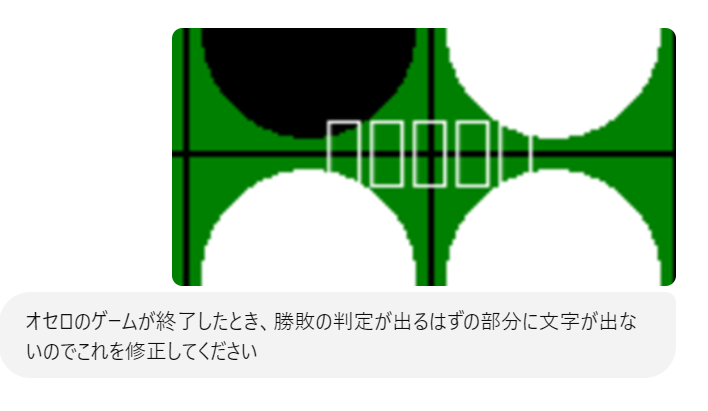 オセロのゲームが終了したとき、勝敗の判定が出るはずの部分に文字が出な
いのでこれを修正してください